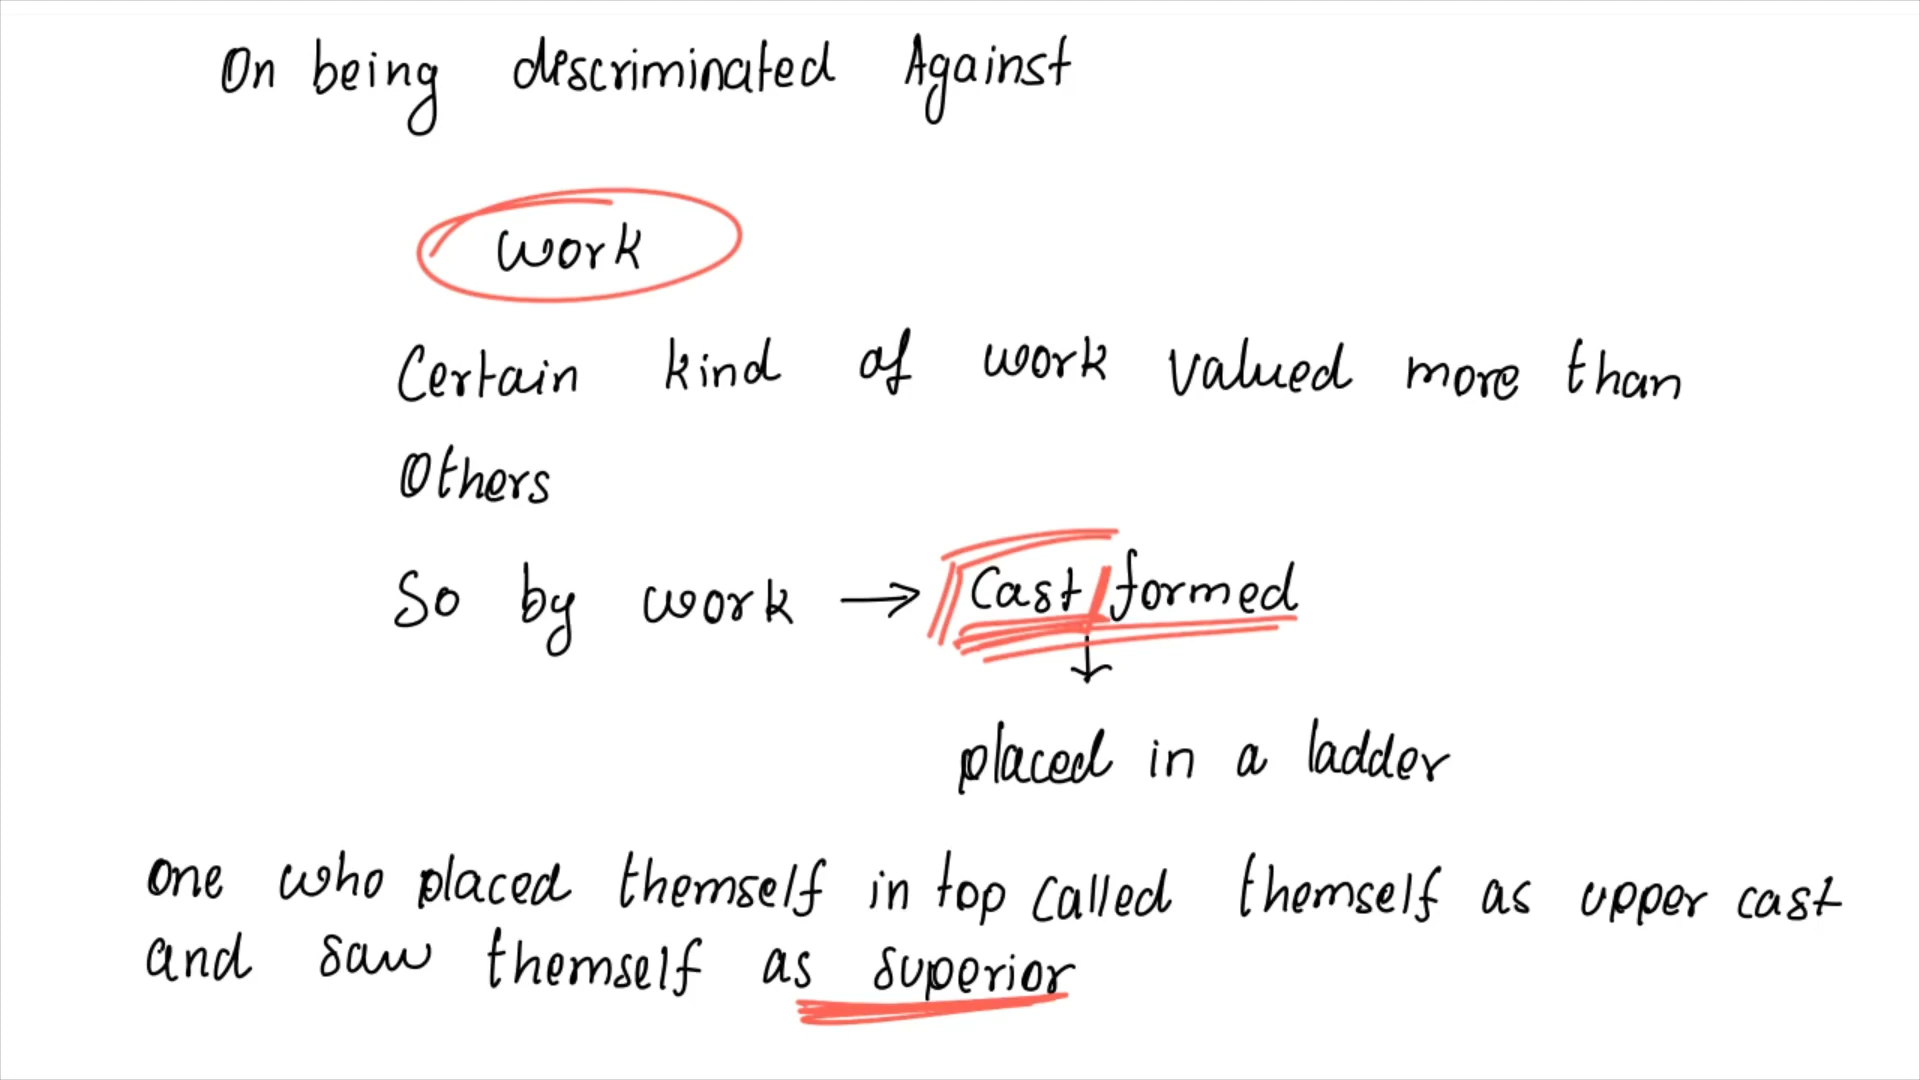 On being discriminated Against
work
Certain kind of work valued more than
Others
So by work → Cast formed
↓
placed in a ladder
one who placed themself in top called themself as upper cast
and saw themself as superior